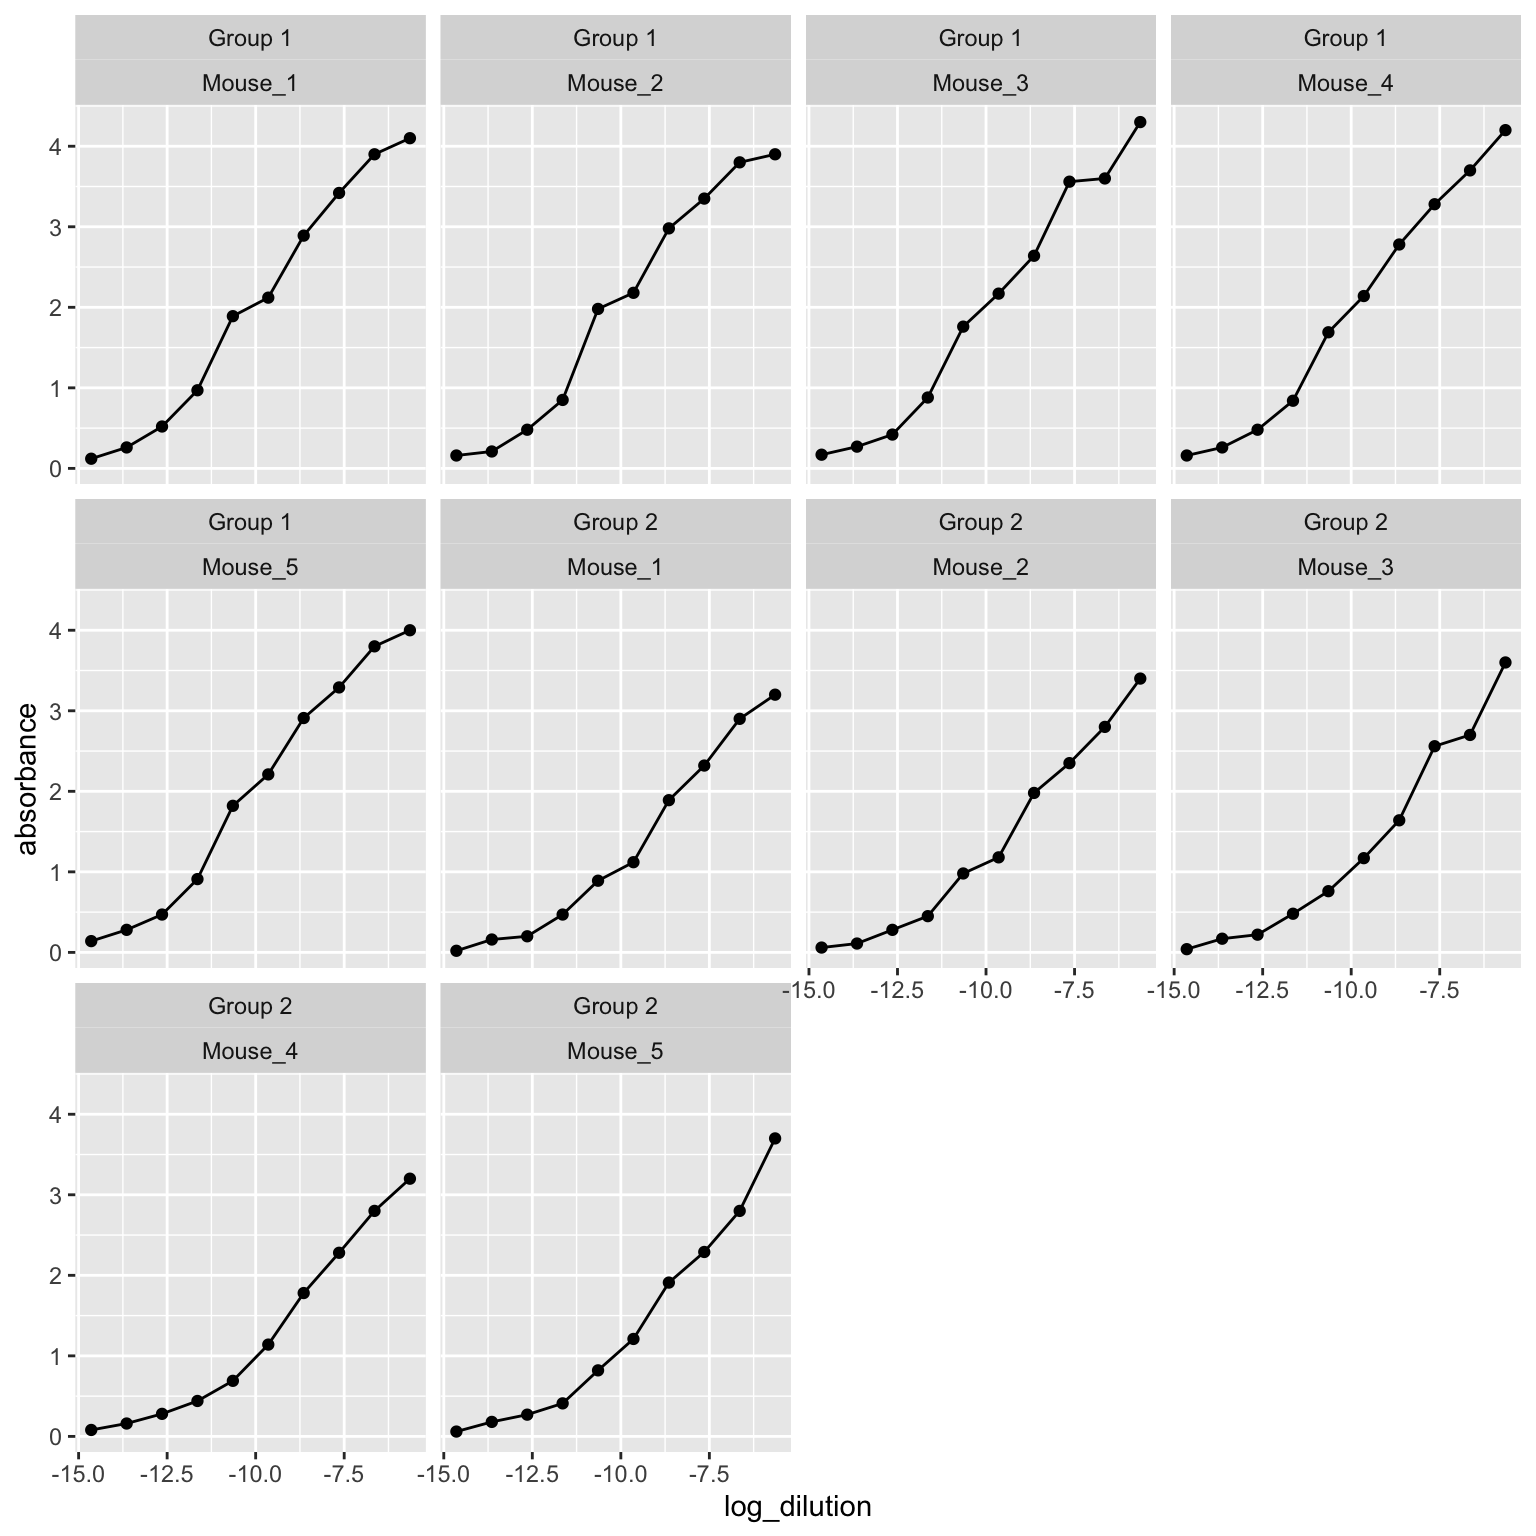 Group 1 Group 1 Group 1 Group 1
Mouse_1 Mouse_2 Mouse_3 Mouse_4
4
3
2
1
0
Group 1 Group 2 Group 2 Group 2
Mouse_5 Mouse_1 Mouse_2 Mouse_3
4
3
2
1
0
absorbance
-15.0 -12.5 -10.0 -7.5 -15.0 -12.5 -10.0 -7.5
Group 2 Group 2
Mouse_4 Mouse_5
4
3
2
1
0
-15.0 -12.5 -10.0 -7.5 -15.0 -12.5 -10.0 -7.5
log_dilution